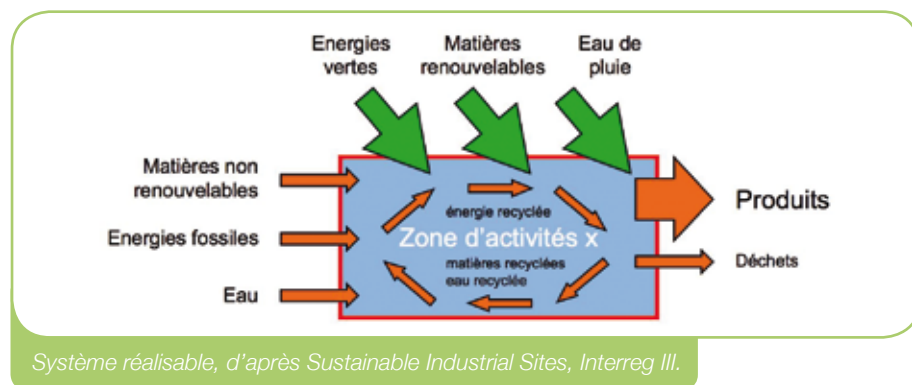 Energies
vertes
Matières
renouvelables
Eau de
pluie
Matières non
renouvelables
Energies fossiles
Eau
énergie recyclée
Zone d'activités x
matières recyclées
eau recyclée
Produits
Déchets
Système réalisable, d'après Sustainable Industrial Sites, Interreg III.